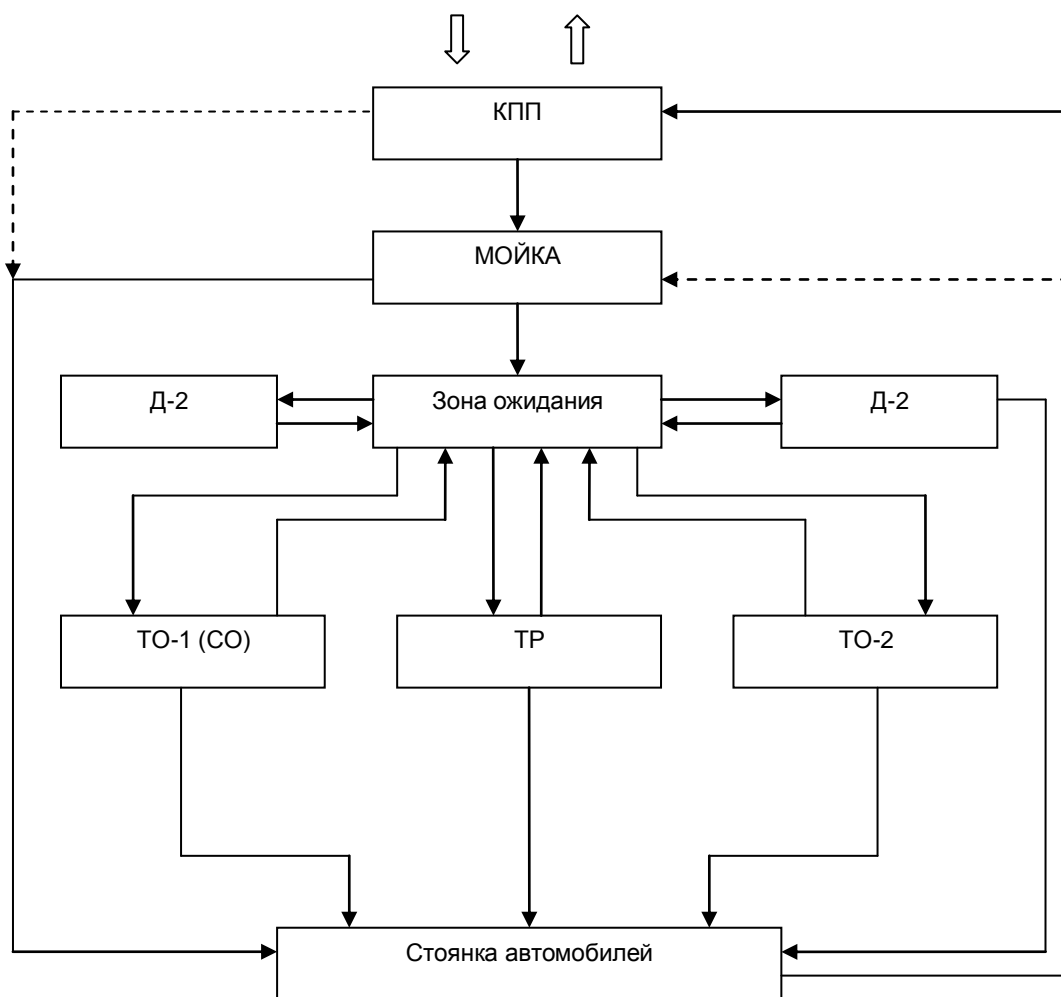 КПП
МОЙКА
Д-2
Зона ожидания
Д-2
ТО-1 (СО)
ТР
ТО-2
Стоянка автомобилей